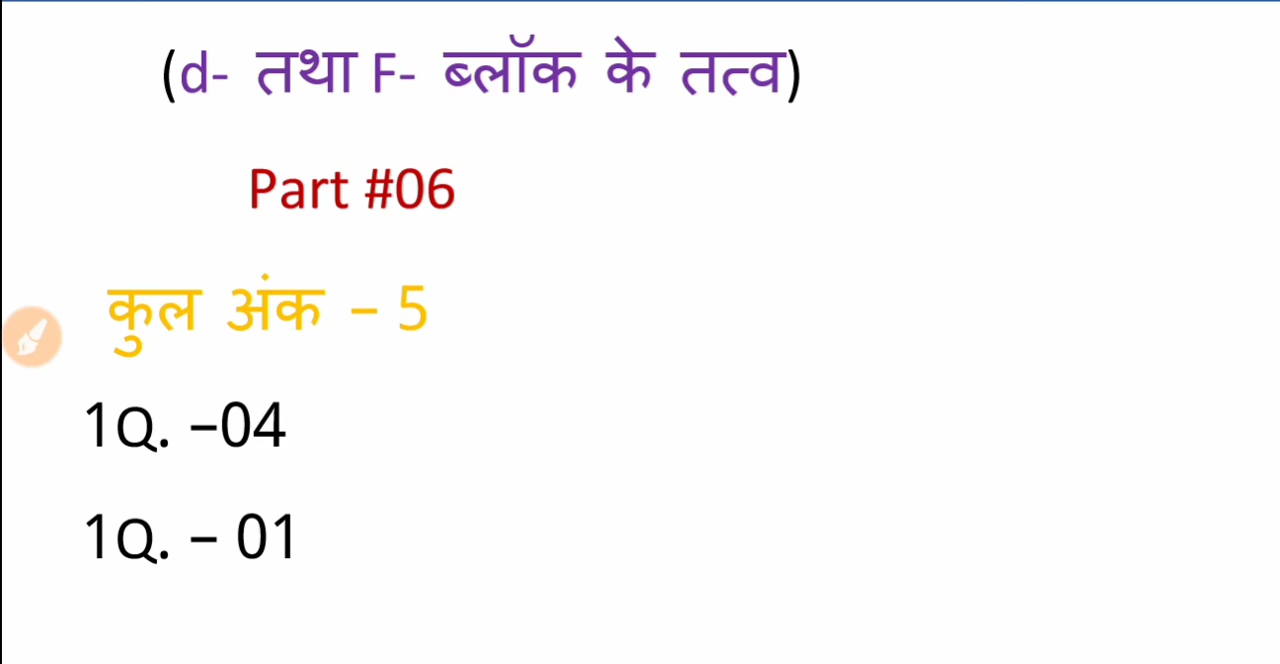 (d- तथा F- ब्लॉक के तत्व)
Part #06
कुल अंक – 5
1Q. –04
1Q. – 01